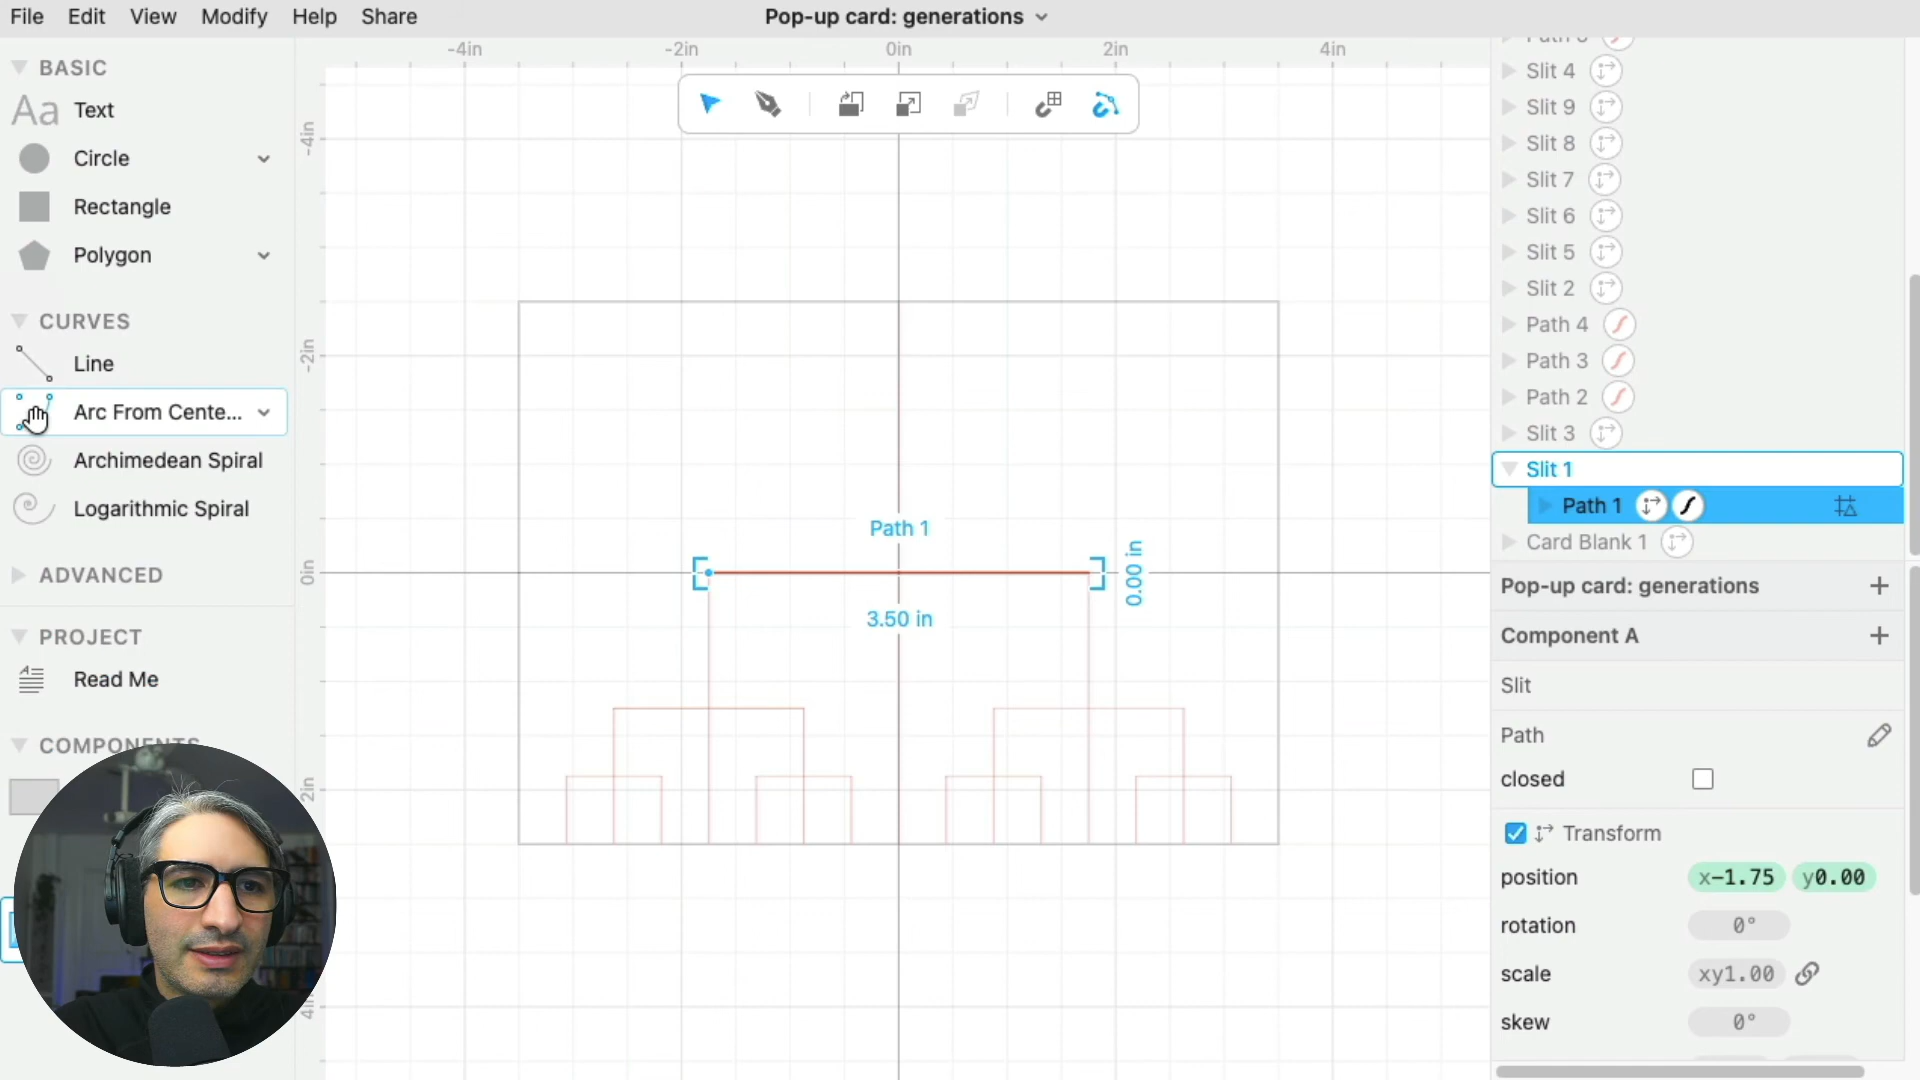 File Edit View Modify Help Share
Pop-up card: generations
BASIC
Aa Text
Circle
Rectangle
Polygon
CURVES
Line
Arc From Cente...
Archimedean Spiral
Logarithmic Spiral
ADVANCED
PROJECT
Read Me
COMPONENTS
-4in -2in 0in 2in 4in
-4in
-2in
0in
2in
Path 1
0.00 in
3.50 in
Slit 4
Slit 9
Slit 8
Slit 7
Slit 6
Slit 5
Slit 2
Path 4
Path 3
Path 2
Slit 3
Slit 1
Path 1
Card Blank 1
Pop-up card: generations
Component A
Slit
Path
closed
Transform
position x-1.75 y0.00
rotation 0°
scale xy1.00
skew 0°